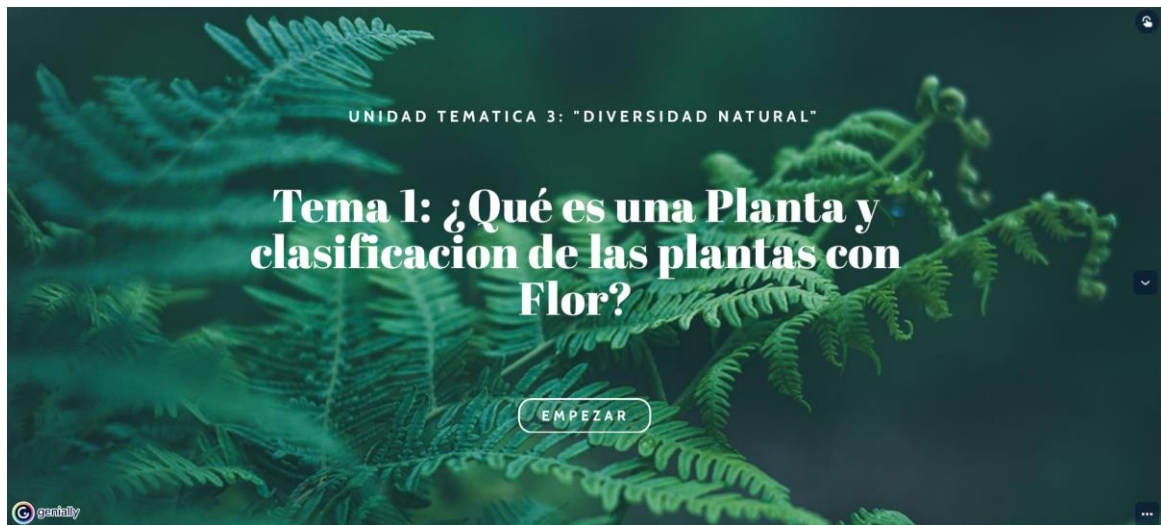 UNIDAD TEMATICA 3: "DIVERSIDAD NATURAL"
Tema 1: ¿Qué es una Planta y
clasificacion de las plantas con
Flor?
EMPEZAR
genially